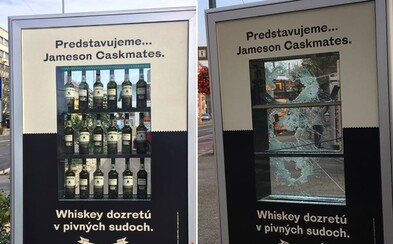 Predstavujeme...
Jameson Caskmates.
Whiskey dozretú
v pivných sudoch.
Predstavujeme...
Jameson Caskmates.
Whiskey dozretú
v pivných sudoch.